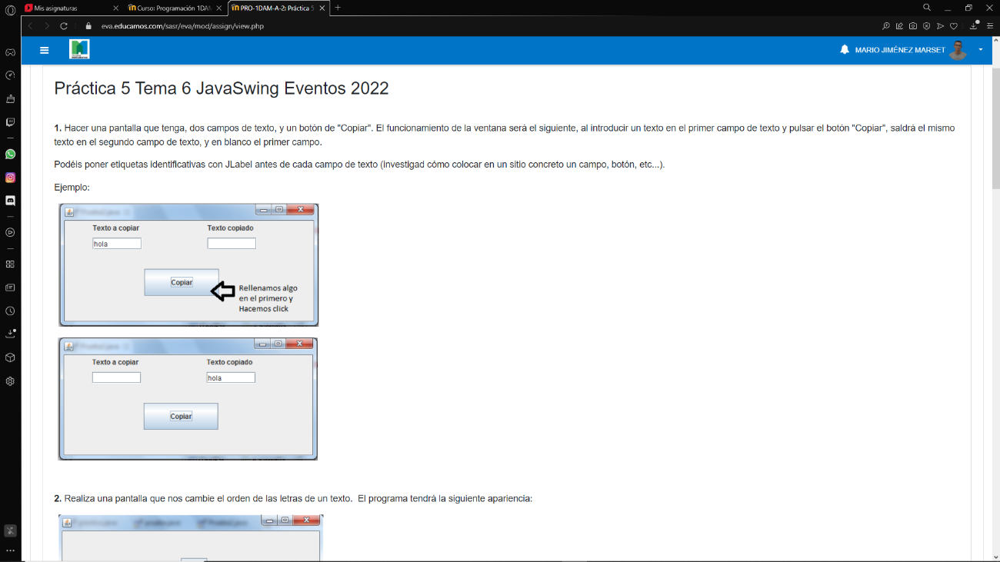 Mis asignaturas
Curso: Programación 1DAM
PRO-1DAM-A-2: Práctica 5
eva.educamos.com/sasr/eva/mod/assign/view.php
MARIO JIMÉNEZ MARSET
Práctica 5 Tema 6 JavaSwing Eventos 2022
1. Hacer una pantalla que tenga, dos campos de texto, y un botón de "Copiar". El funcionamiento de la ventana será el siguiente, al introducir un texto en el primer campo de texto y pulsar el botón "Copiar", saldrá el mismo
texto en el segundo campo de texto, y en blanco el primer campo.
Podéis poner etiquetas identificativas con JLabel antes de cada campo de texto (investigad cómo colocar en un sitio concreto un campo, botón, etc...).
Ejemplo:
Texto a copiar Texto copiado
hola
Copiar
Rellenamos algo
en el primero y
Hacemos click
Texto a copiar Texto copiado
hola
Copiar
2. Realiza una pantalla que nos cambie el orden de las letras de un texto.  El programa tendrá la siguiente apariencia: